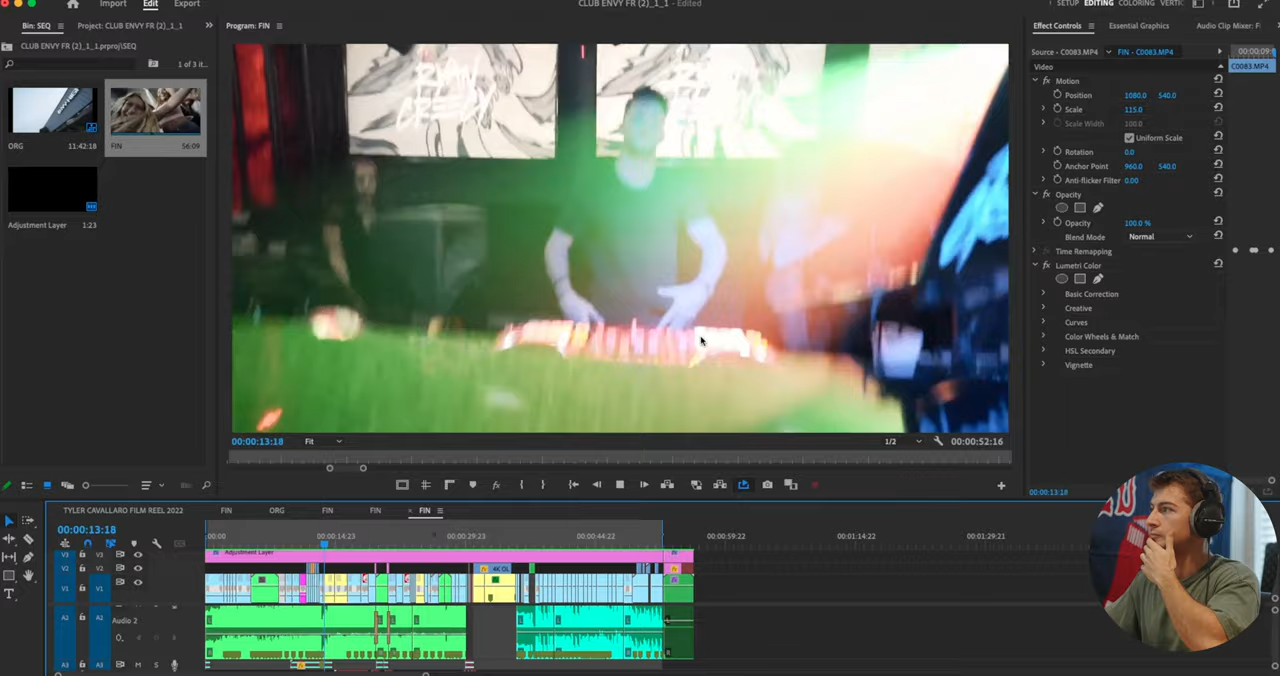 Import Edit Export
CLUB ENVY FR (2)_1_1 - Edited
SETUP EDITING COLORING VERTIC
Bin: SEQ Project: CLUB ENVY FR (2)_1_1
Program: FIN
Effect Controls Essential Graphics Audio Clip Mixer: F
CLUB ENVY FR (2)_1_1.prproj\SEQ
1 of 3 it...
Source - C0083.MP4 FIN - C0083.MP4 00:00:09:
Video C0083.MP4
fx Motion
Position 1080.0 540.0
Scale 115.0
Scale Width 100.0
Uniform Scale
Rotation 0.0
Anchor Point 960.0 540.0
Anti-flicker Filter 0.00
fx Opacity
Opacity 100.0 %
Blend Mode Normal
Time Remapping
fx Lumetri Color
Basic Correction
Creative
Curves
Color Wheels & Match
HSL Secondary
Vignette
ORG 11:42:18
FIN 56:09
Adjustment Layer 1:23
00:00:13:18 Fit 1/2 00:00:52:16
fx
00:00:13:18
TYLER CAVALLARO FILM REEL 2022 FIN ORG FIN FIN FIN
00:00:13:18
:00:00 00:00:14:23 00:00:29:23 00:00:44:22 00:00:59:22 00:01:14:22 00:01:29:21
V3 V3 Adjustment Layer
V2 V2 4K OL
V1 V1
A2 A2 Audio 2
A3 A3 M S